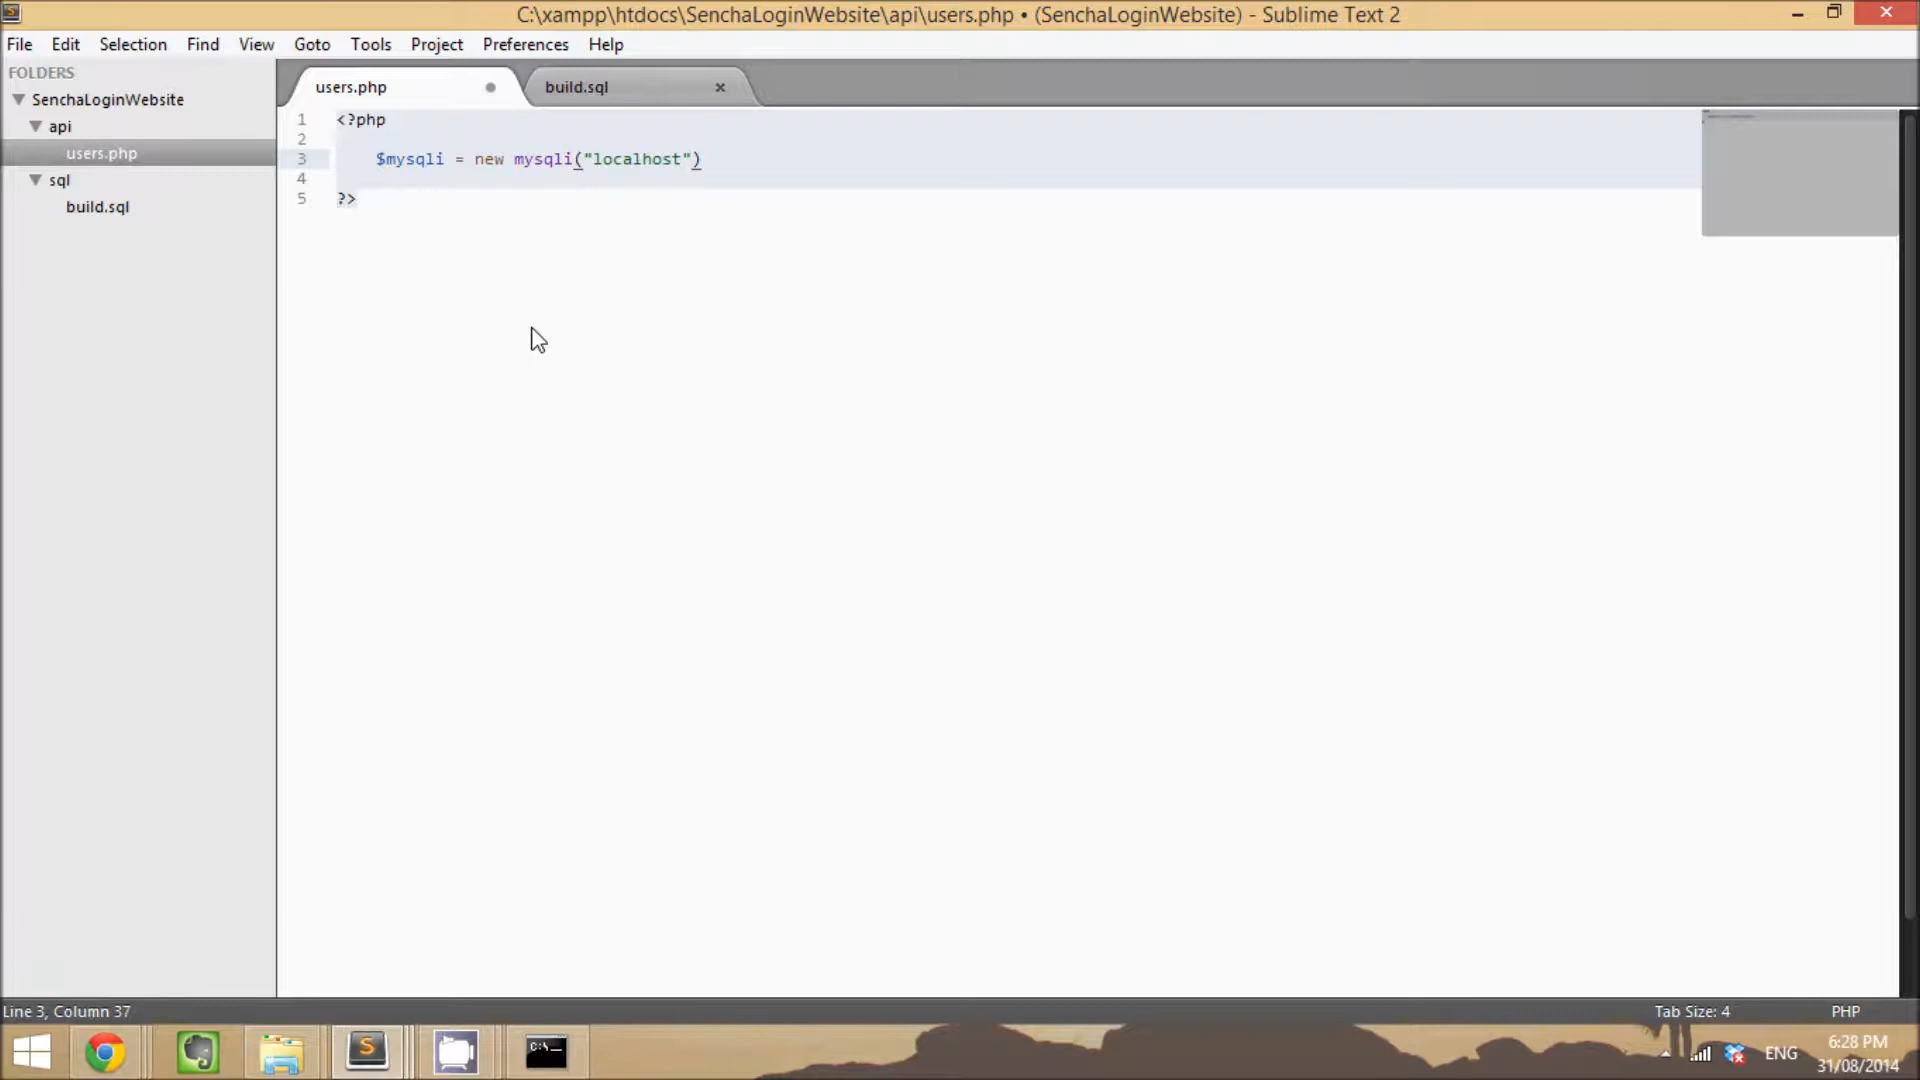 C:\xampp\htdocs\SenchaLoginWebsite\api\users.php • (SenchaLoginWebsite) - Sublime Text 2
File Edit Selection Find View Goto Tools Project Preferences Help
FOLDERS
SenchaLoginWebsite
api
users.php
sql
build.sql
users.php build.sql
1 <?php
2
3 $mysqli = new mysqli("localhost")
4
5 ?>
Line 3, Column 37
Tab Size: 4 PHP
ENG
6:28 PM
31/08/2014